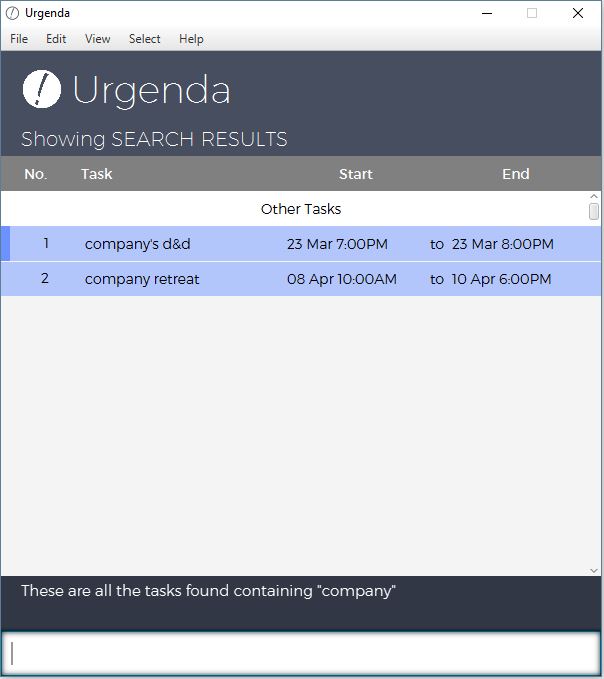 Urgenda
File Edit View Select Help
Urgenda
Showing SEARCH RESULTS
No. Task Start End
Other Tasks
1 company's d&d 23 Mar 7:00PM to 23 Mar 8:00PM
2 company retreat 08 Apr 10:00AM to 10 Apr 6:00PM
These are all the tasks found containing "company"